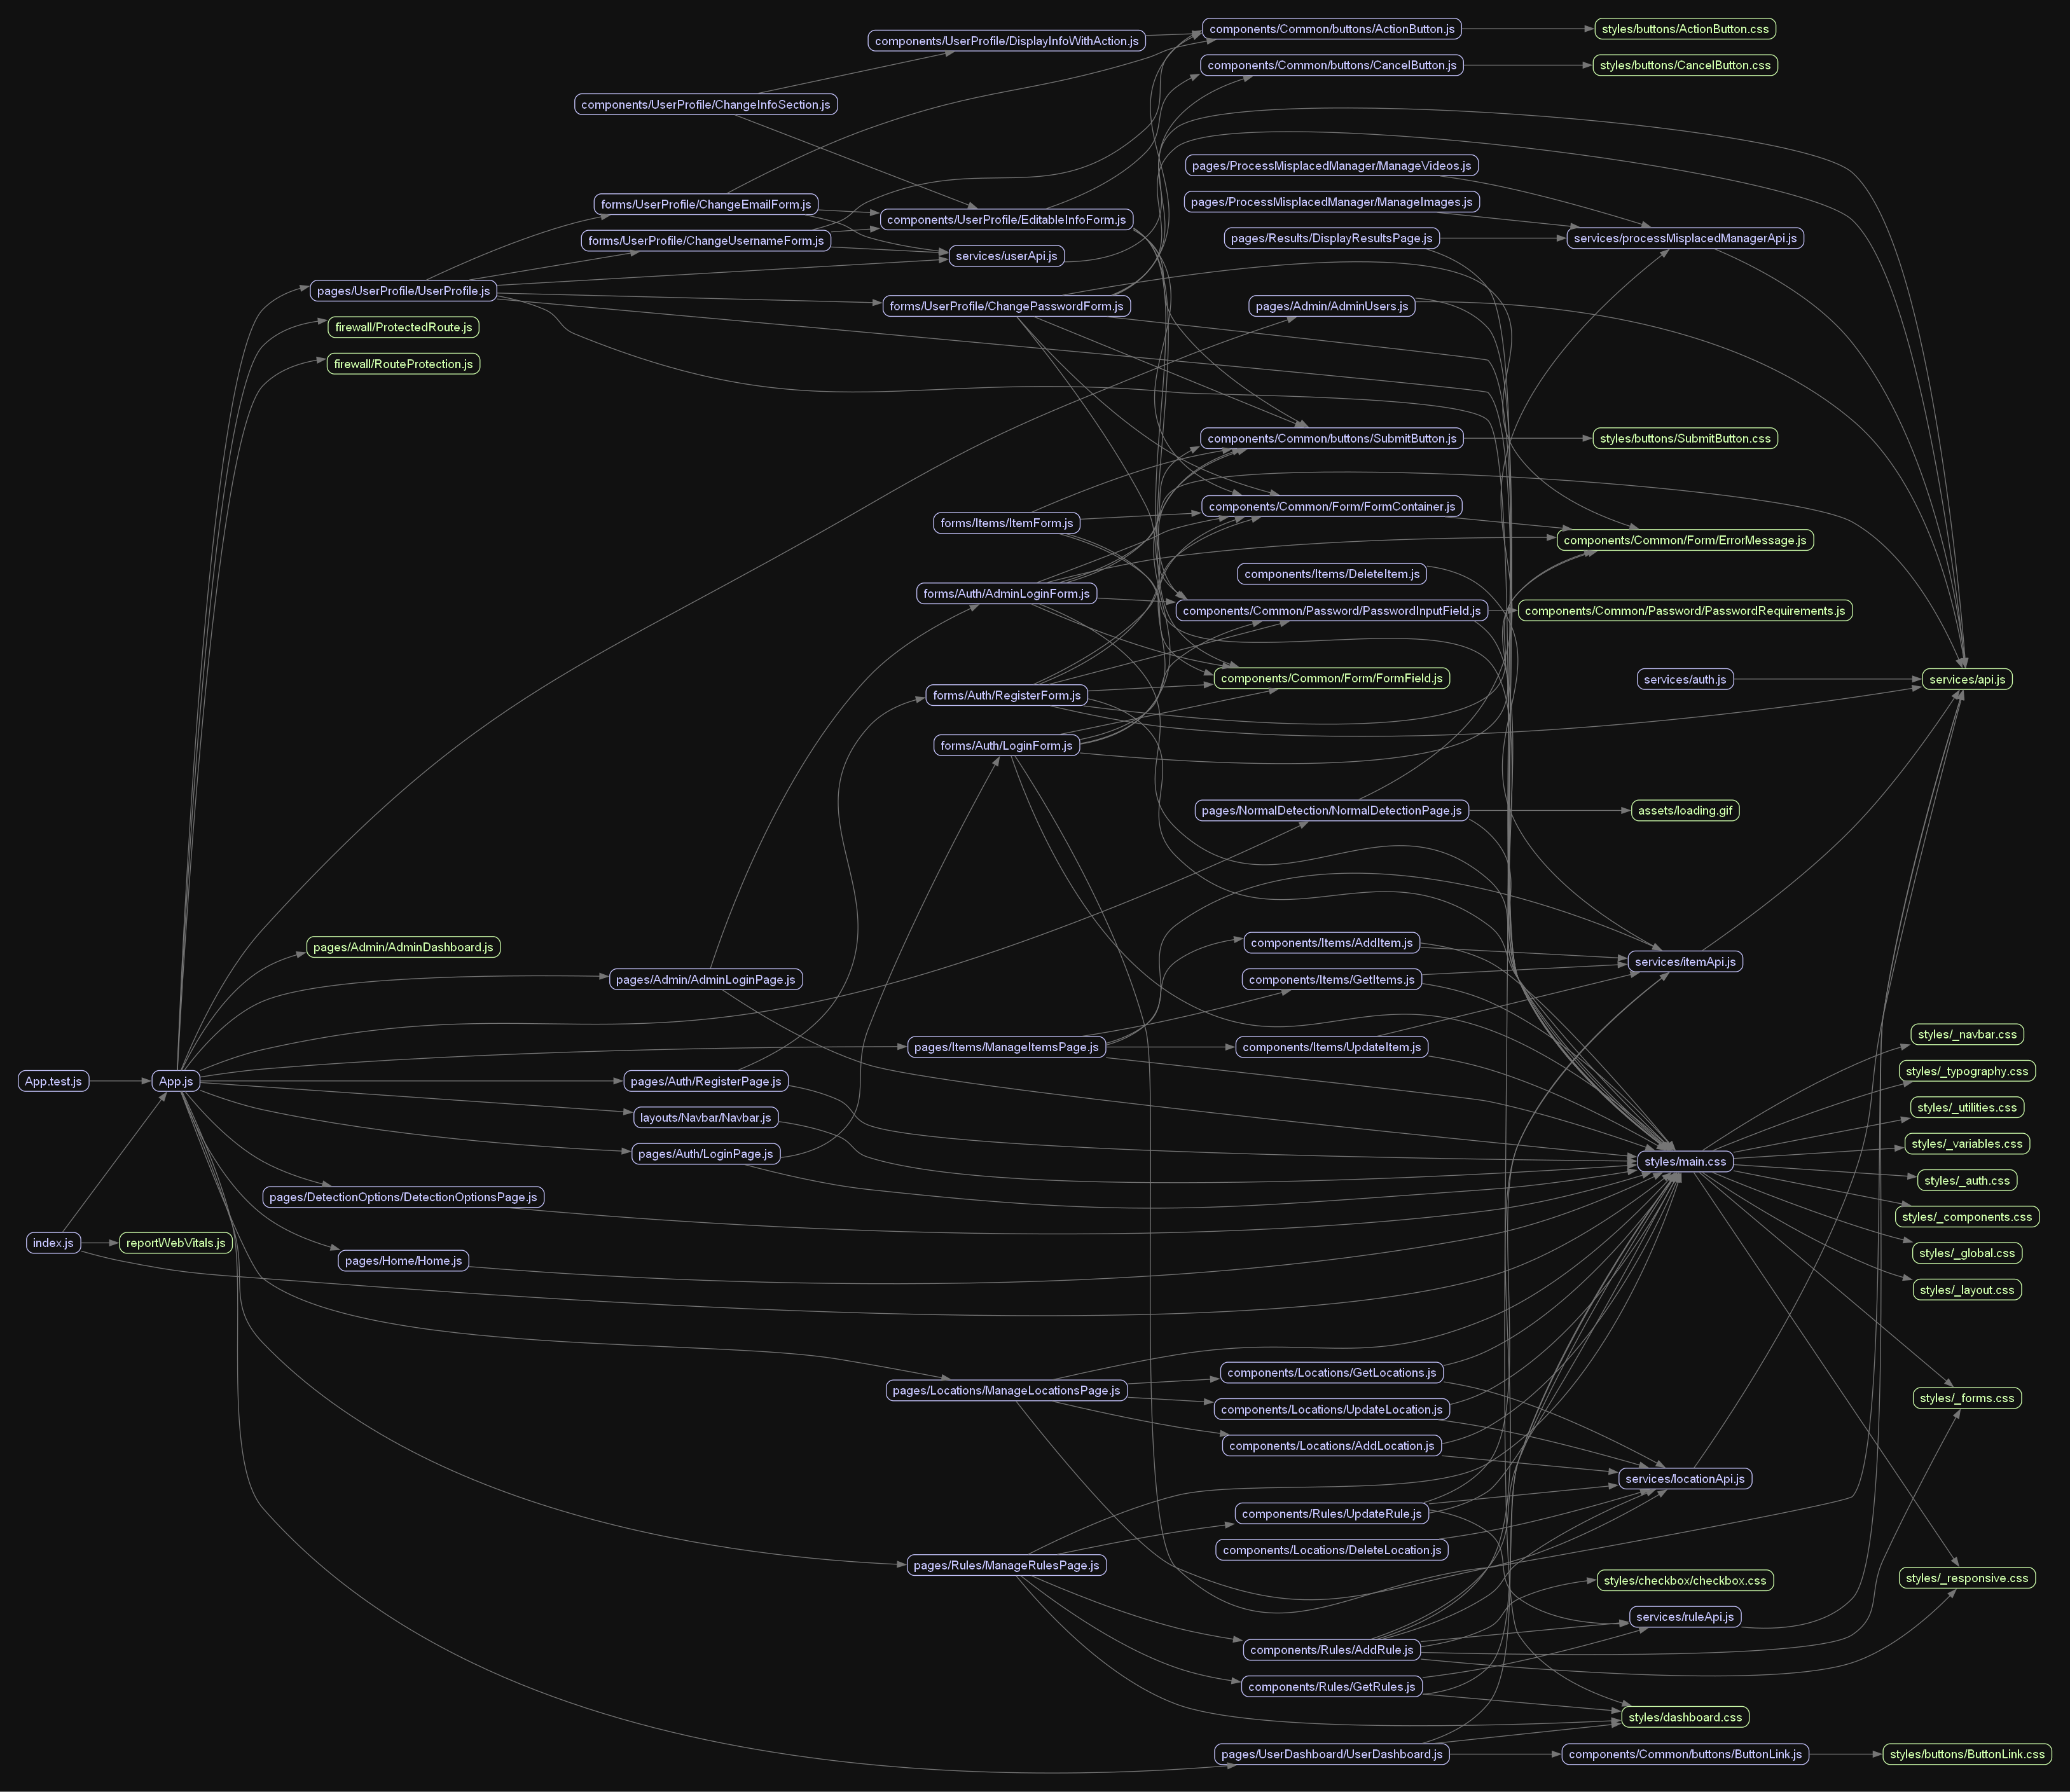 components/Common/buttons/ActionButton.js
styles/buttons/ActionButton.css
components/UserProfile/DisplayInfoWithAction.js
components/Common/buttons/CancelButton.js
styles/buttons/CancelButton.css
components/UserProfile/ChangeInfoSection.js
pages/ProcessMisplacedManager/ManageVideos.js
forms/UserProfile/ChangeEmailForm.js
pages/ProcessMisplacedManager/ManageImages.js
components/UserProfile/EditableInfoForm.js
forms/UserProfile/ChangeUsernameForm.js
pages/Results/DisplayResultsPage.js
services/processMisplacedManagerApi.js
services/userApi.js
pages/UserProfile/UserProfile.js
forms/UserProfile/ChangePasswordForm.js
pages/Admin/AdminUsers.js
firewall/ProtectedRoute.js
firewall/RouteProtection.js
components/Common/buttons/SubmitButton.js
styles/buttons/SubmitButton.css
components/Common/Form/FormContainer.js
forms/Items/ItemForm.js
components/Common/Form/ErrorMessage.js
components/Items/DeleteItem.js
forms/Auth/AdminLoginForm.js
components/Common/Password/PasswordInputField.js
components/Common/Password/PasswordRequirements.js
components/Common/Form/FormField.js
services/auth.js
services/api.js
forms/Auth/RegisterForm.js
forms/Auth/LoginForm.js
pages/NormalDetection/NormalDetectionPage.js
assets/loading.gif
pages/Admin/AdminDashboard.js
components/Items/AddItem.js
services/itemApi.js
pages/Admin/AdminLoginPage.js
components/Items/GetItems.js
styles/_navbar.css
pages/Items/ManageItemsPage.js
components/Items/UpdateItem.js
styles/_typography.css
App.test.js
App.js
pages/Auth/RegisterPage.js
styles/_utilities.css
layouts/Navbar/Navbar.js
styles/_variables.css
pages/Auth/LoginPage.js
styles/main.css
styles/_auth.css
pages/DetectionOptions/DetectionOptionsPage.js
styles/_components.css
index.js
reportWebVitals.js
styles/_global.css
pages/Home/Home.js
styles/_layout.css
components/Locations/GetLocations.js
pages/Locations/ManageLocationsPage.js
styles/_forms.css
components/Locations/UpdateLocation.js
components/Locations/AddLocation.js
services/locationApi.js
components/Rules/UpdateRule.js
components/Locations/DeleteLocation.js
pages/Rules/ManageRulesPage.js
styles/_responsive.css
styles/checkbox/checkbox.css
services/ruleApi.js
components/Rules/AddRule.js
components/Rules/GetRules.js
styles/dashboard.css
pages/UserDashboard/UserDashboard.js
components/Common/buttons/ButtonLink.js
styles/buttons/ButtonLink.css